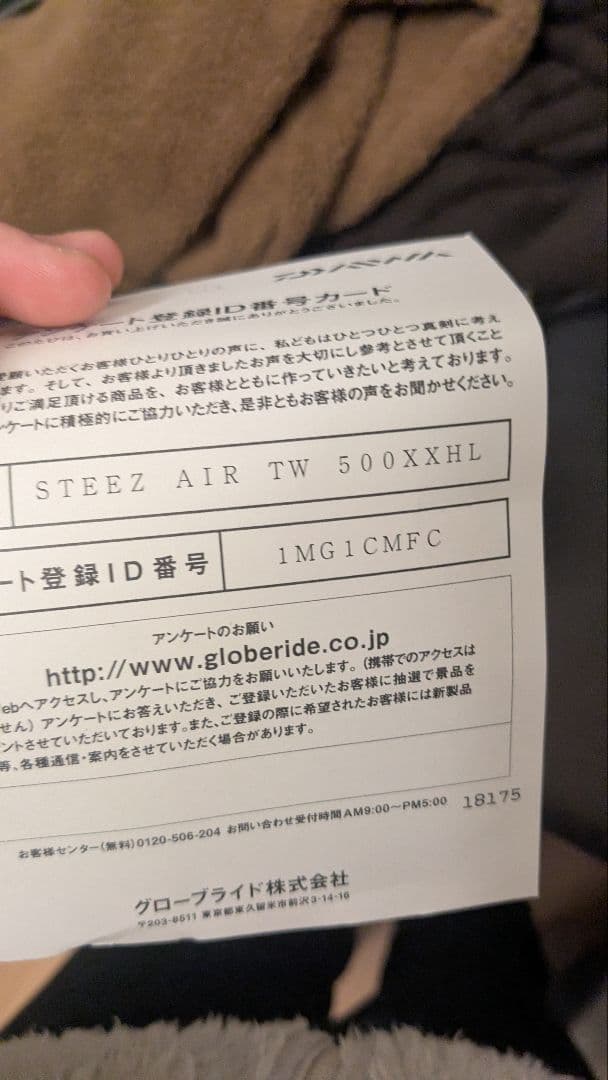 DAIWA
ート登録ID番号カード
このたびは、お買い上げいただき誠にありがとうございました。
愛願いただくお客様ひとりひとりの声に、私どもはひとつひとつ真剣に考え
ます。そして、お客様より頂きましたお声を大切にし参考とさせて頂くこと
りご満足頂ける商品を、お客様とともに作っていきたいと考えております。
ンケートに積極的にご協力いただき、是非ともお客様の声をお聞かせください。
STEEZ AIR TW 500XXHL
ート登録ID番号
1MG1CMFC
アンケートのお願い
http://www.globeride.co.jp
ebへアクセスし、アンケートにご協力をお願いいたします。(携帯でのアクセスは
せん) アンケートにお答えいただき、ご登録いただいたお客様に抽選で景品を
ントさせていただいております。また、ご登録の際に希望されたお客様には新製品
等、各種通信・案内をさせていただく場合があります。
お客様センター(無料)0120-506-204 お問い合わせ受付時間AM9:00〜PM5:00 18175
グローブライド株式会社
〒203-8511 東京都東久留米市前沢3-14-16